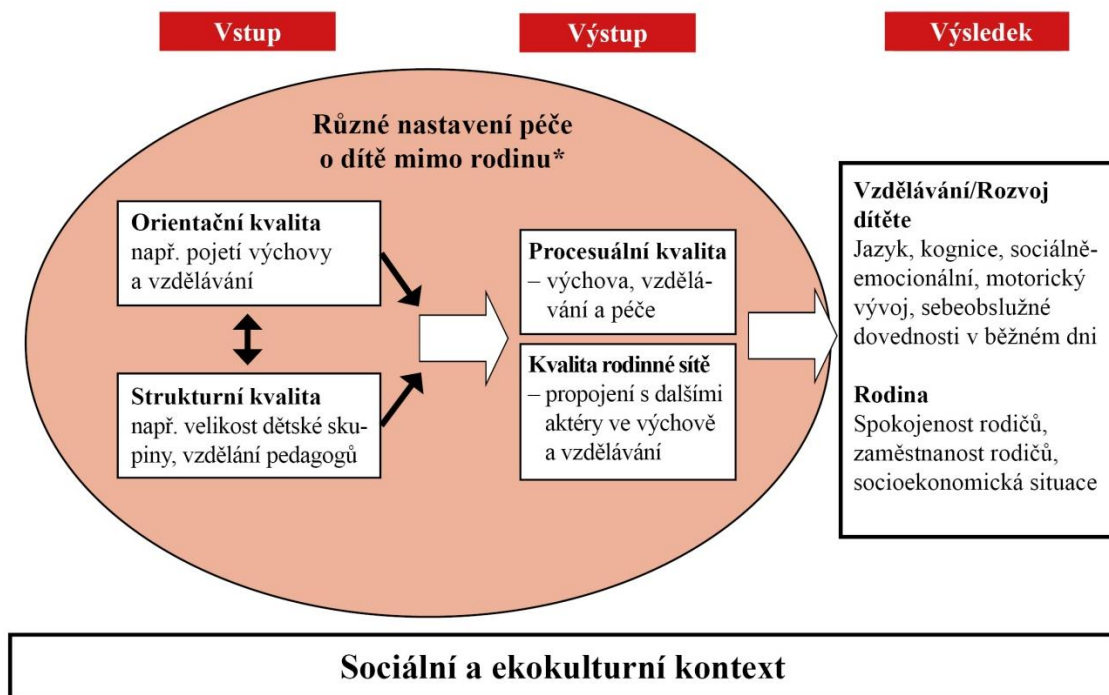 Vstup
Výstup
Výsledek
Různé nastavení péče
o dítě mimo rodinu*
Orientační kvalita
např. pojetí výchovy
a vzdělávání
Strukturní kvalita
např. velikost dětské sku-
piny, vzdělání pedagogů
Procesuální kvalita
– výchova, vzdělá-
vání a péče
Kvalita rodinné sítě
– propojení s dalšími
aktéry ve výchově
a vzdělávání
Vzdělávání/Rozvoj
dítěte
Jazyk, kognice, sociálně-
emocionální, motorický
vývoj, sebeobslužné
dovednosti v běžném dni
Rodina
Spokojenost rodičů,
zaměstnanost rodičů,
socioekonomická situace
Sociální a ekokulturní kontext